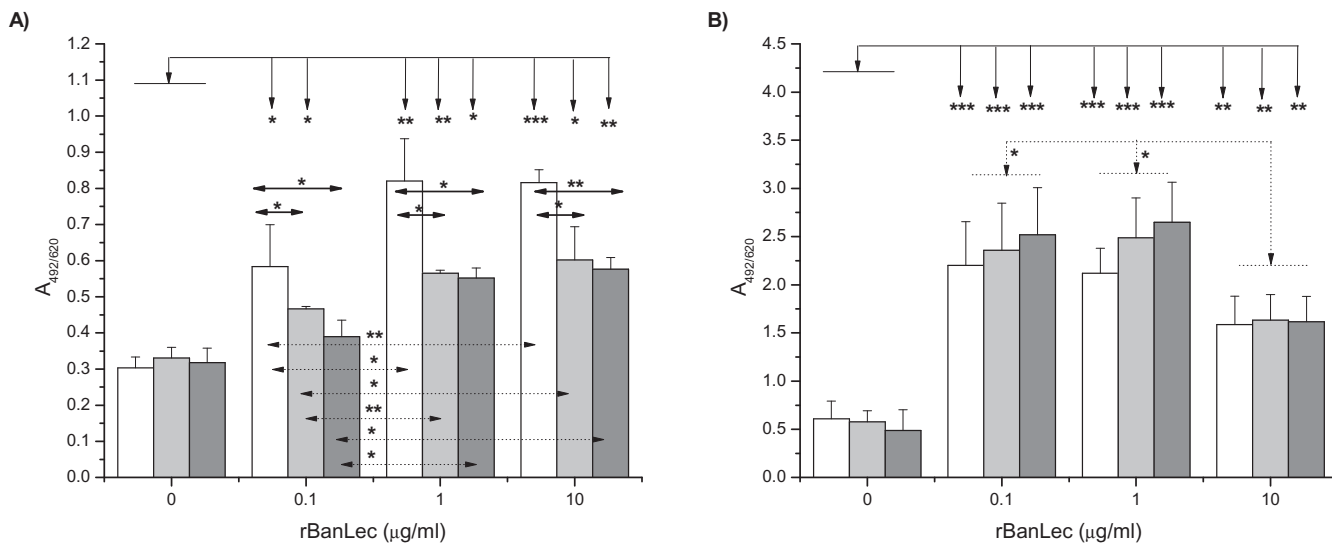 A)
1.2
1.1
1.0
0.9
0.8
0.7
0.6
0.5
0.4
0.3
0.2
0.1
0.0
A492/620
* * ** ** * *** * **
* * **
* * *
**
*
*
**
*
*
0 0.1 1 10
rBanLec (μg/ml)
B)
4.5
4.0
3.5
3.0
2.5
2.0
1.5
1.0
0.5
0.0
A492/620
*** *** *** *** *** *** ** ** **
* *
0 0.1 1 10
rBanLec (μg/ml)